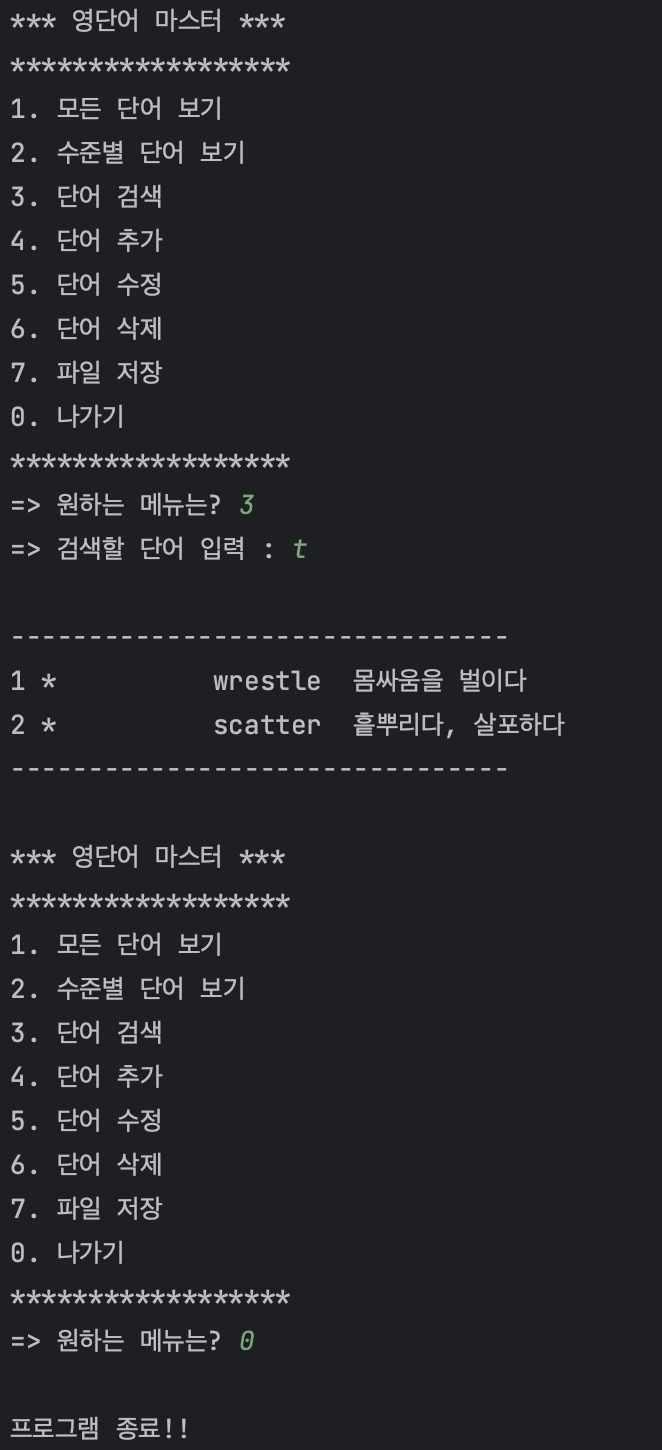 *** 영단어 마스터 ***
******************
1. 모든 단어 보기
2. 수준별 단어 보기
3. 단어 검색
4. 단어 추가
5. 단어 수정
6. 단어 삭제
7. 파일 저장
0. 나가기
******************
=> 원하는 메뉴는? 3
=> 검색할 단어 입력 : t
--------------------------------
1 *          wrestle  몸싸움을 벌이다
2 *          scatter  흩뿌리다, 살포하다
--------------------------------
*** 영단어 마스터 ***
******************
1. 모든 단어 보기
2. 수준별 단어 보기
3. 단어 검색
4. 단어 추가
5. 단어 수정
6. 단어 삭제
7. 파일 저장
0. 나가기
******************
=> 원하는 메뉴는? 0
프로그램 종료!!